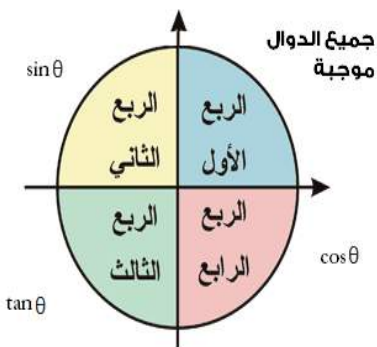 جميع الدوال
موجبة
sin θ
الربع
الأول
الربع
الثاني
الربع
الثالث
الربع
الرابع
cos θ
tan θ